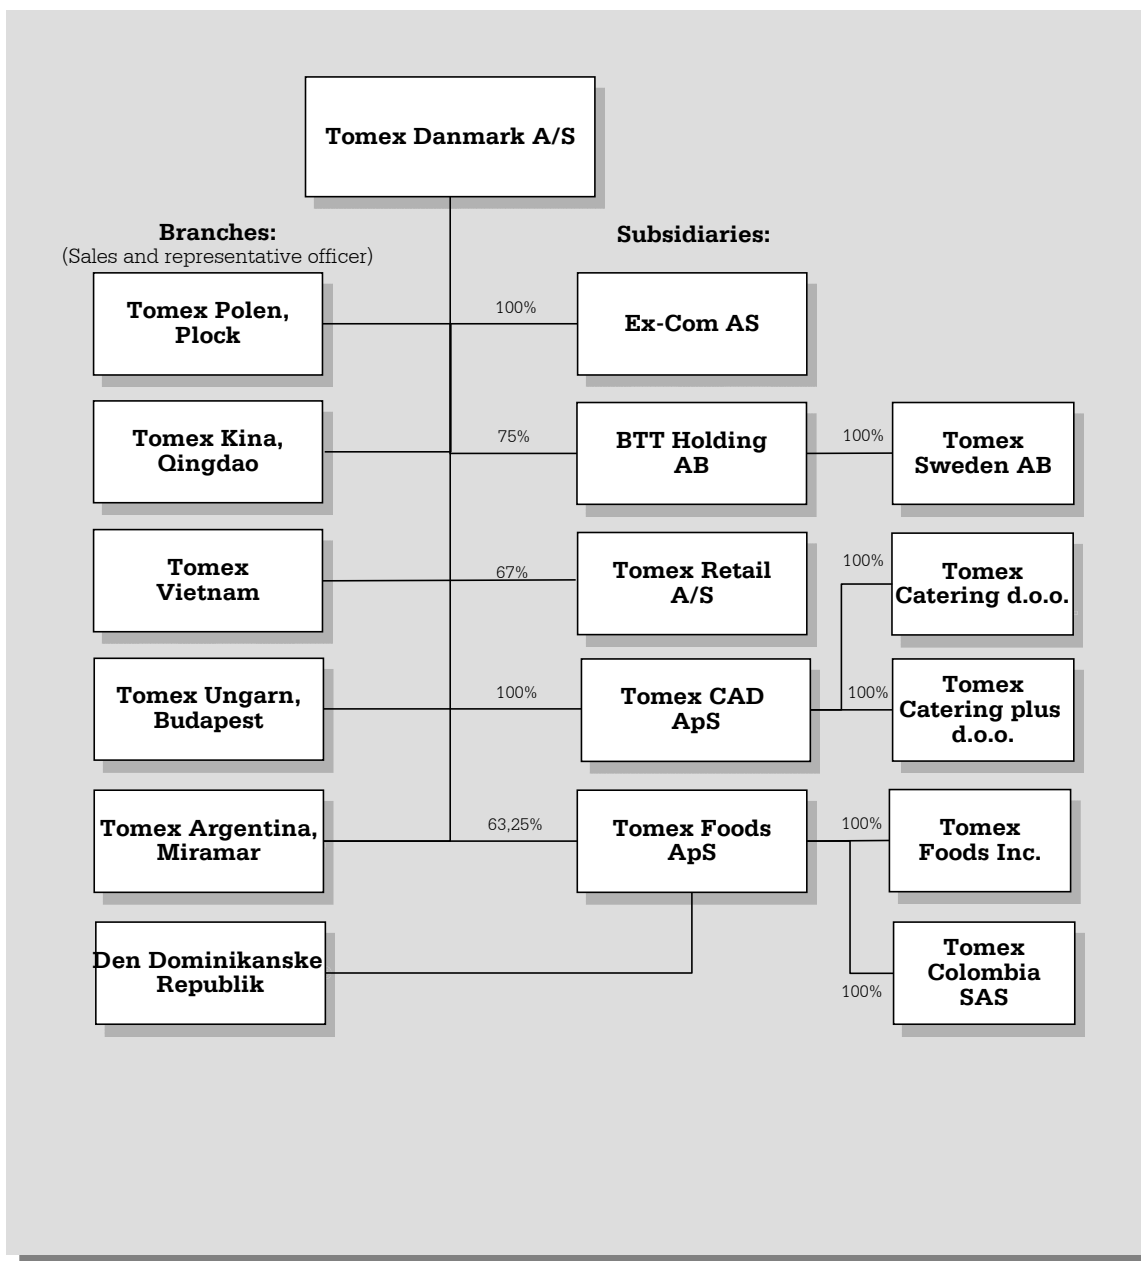 Tomex Danmark A/S
Branches:
(Sales and representative officer)
Subsidiaries:
Tomex Polen,
Plock
100%
Ex-Com AS
Tomex Kina,
Qingdao
75%
BTT Holding
AB
100%
Tomex
Sweden AB
Tomex
Vietnam
67%
Tomex Retail
A/S
100%
Tomex
Catering d.o.o.
Tomex Ungarn,
Budapest
100%
Tomex CAD
ApS
100%
Tomex
Catering plus
d.o.o.
Tomex Argentina,
Miramar
63,25%
Tomex Foods
ApS
100%
Tomex
Foods Inc.
Den Dominikanske
Republik
100%
Tomex
Colombia
SAS